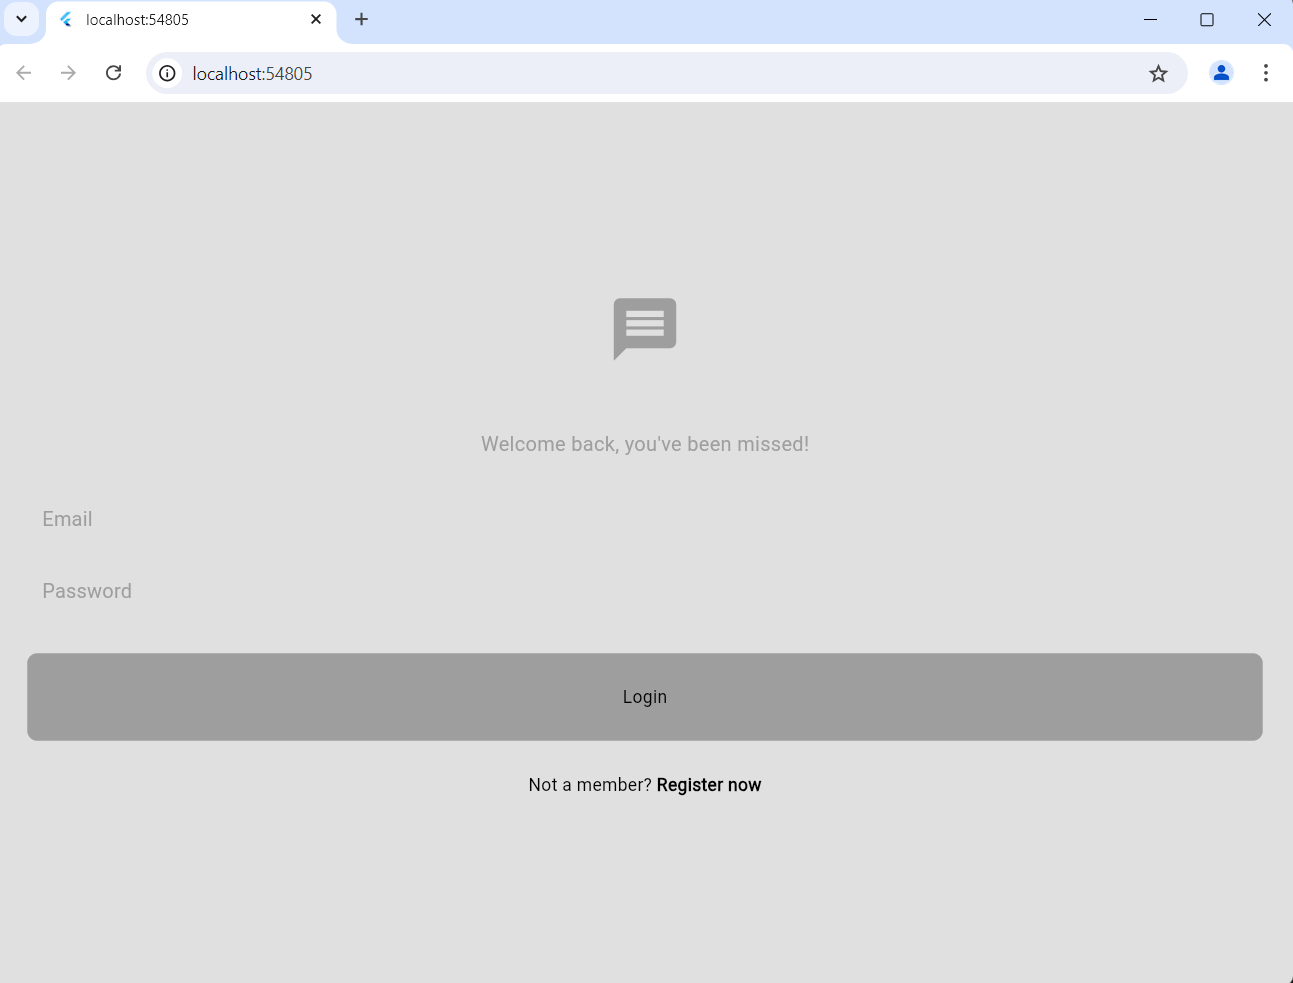 localhost:54805
localhost:54805
Welcome back, you've been missed!
Email
Password
Login
Not a member? Register now